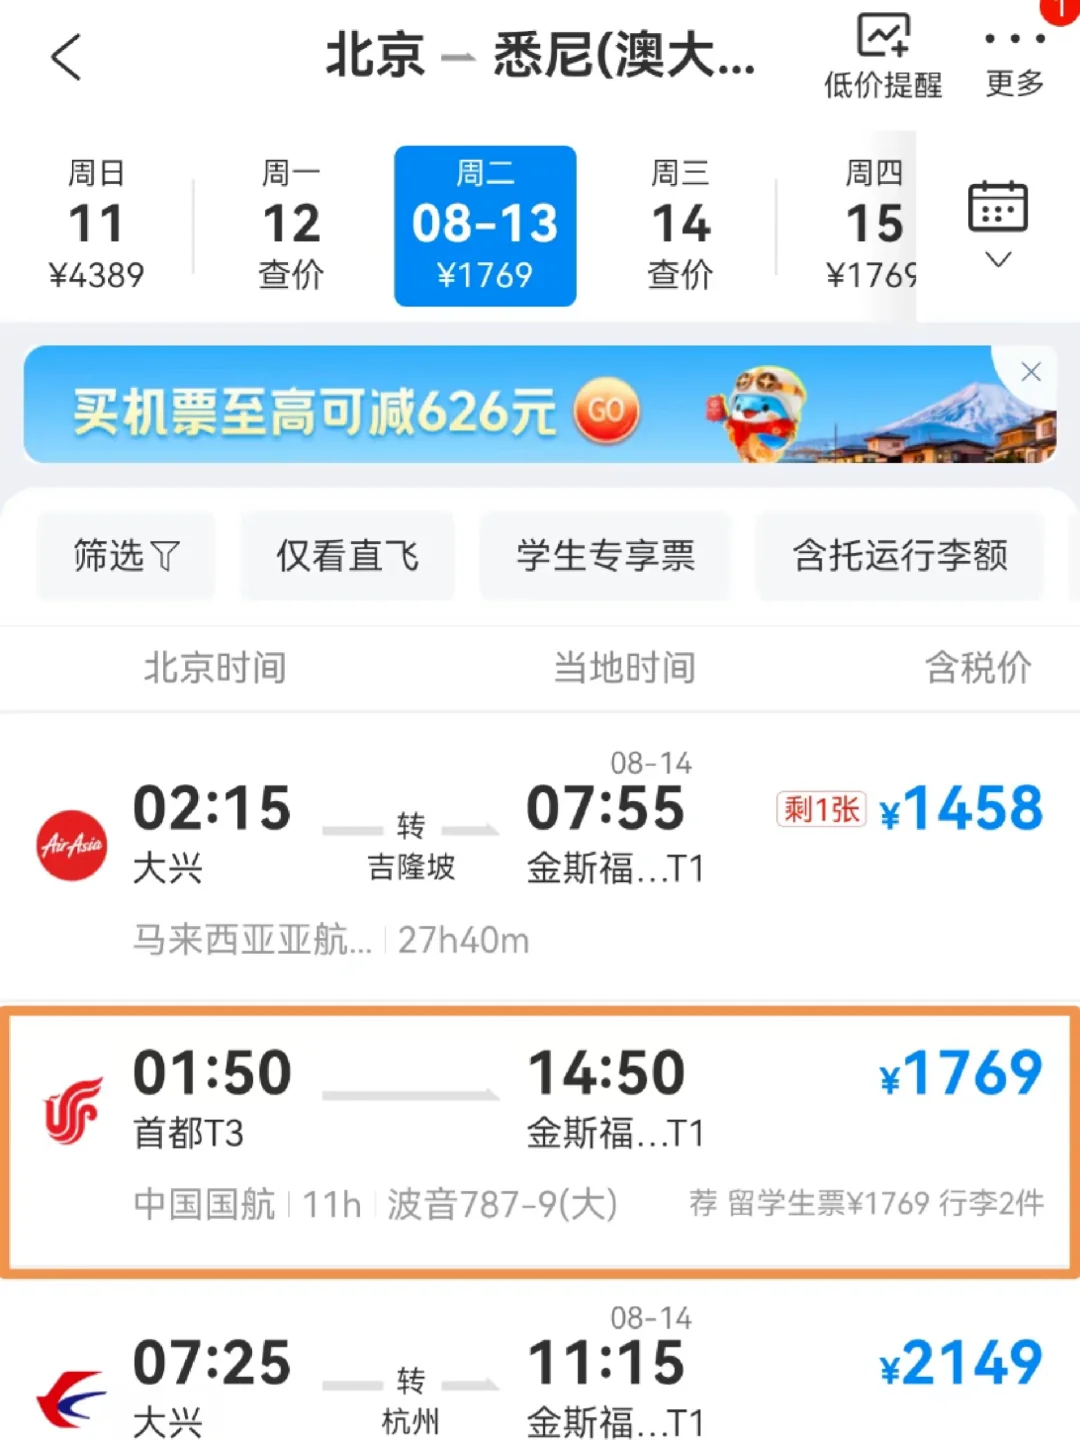 1
北京 — 悉尼(澳大...
低价提醒
更多
周日 周一 周二 周三 周四
11 12 08-13 14 15
¥4389 查价 ¥1769 查价 ¥1769
买机票至高可减626元 GO
筛选 仅看直飞 学生专享票 含托运行李额
北京时间 当地时间 含税价
08-14
02:15 转 07:55 剩1张 ¥1458
AirAsia
大兴 吉隆坡 金斯福...T1
马来西亚亚航... 27h40m
01:50 14:50 ¥1769
首都T3 金斯福...T1
中国国航 11h 波音787-9(大) 荐 留学生票¥1769 行李2件
08-14
07:25 转 11:15 ¥2149
大兴 杭州 金斯福...T1